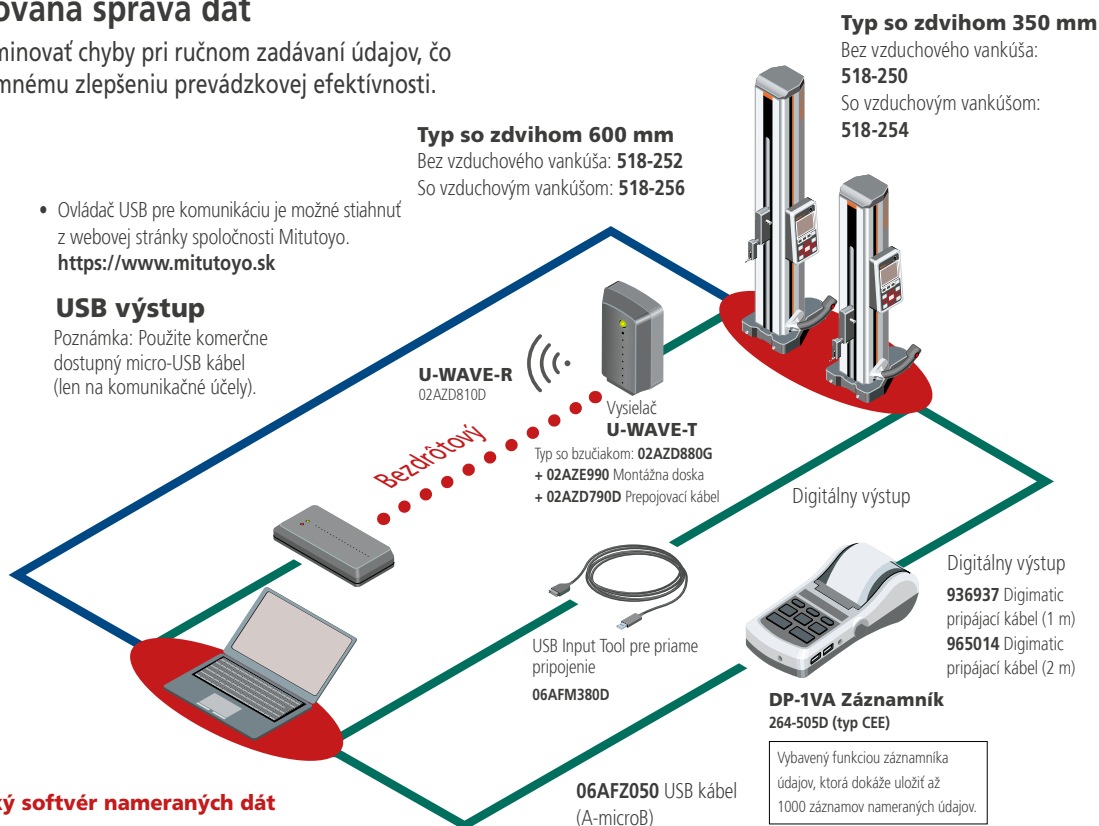 správa dát
pri ručnom zadávaní údajov, čo
zlepšeniu prevádzkovej efektívnosti.
Typ so zdvihom 350 mm
Bez vzduchového vankúša:
518-250
So vzduchovým vankúšom:
518-254
Typ so zdvihom 600 mm
Bez vzduchového vankúša: 518-252
So vzduchovým vankúšom: 518-256
• Ovládač USB pre komunikáciu je možné stiahnuť
z webovej stránky spoločnosti Mitutoyo.
https://www.mitutoyo.sk
USB výstup
Poznámka: Použite komerčne
dostupný micro-USB kábel
(len na komunikačné účely).
U-WAVE-R
02AZD810D
Vysielač
U-WAVE-T
Typ so bzučiakom: 02AZD880G
+ 02AZE990 Montážna doska
+ 02AZD790D Prepojovací kábel
Bezdrôtový
Digitálny výstup
USB Input Tool pre priame
pripojenie
06AFM380D
Digitálny výstup
936937 Digimatic
pripájací kábel (1 m)
965014 Digimatic
pripájací kábel (2 m)
DP-1VA Záznamník
264-505D (typ CEE)
Vybavený funkciou záznamníka
údajov, ktorá dokáže uložiť až
1000 záznamov nameraných údajov.
06AFZ050 USB kábel
(A-microB)
softvér nameraných dát